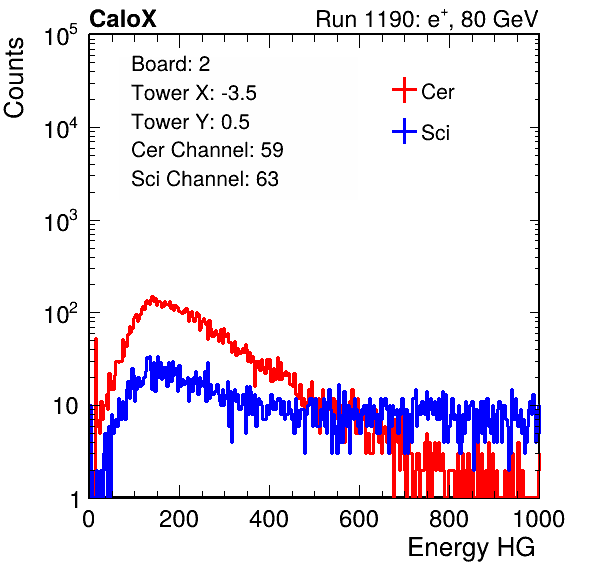 CaloX Run 1190: e⁺, 80 GeV
Counts
10⁵
10⁴
10³
10²
10
1
Board: 2
Tower X: -3.5
Tower Y: 0.5
Cer Channel: 59
Sci Channel: 63
Cer
Sci
0 200 400 600 800 1000
Energy HG